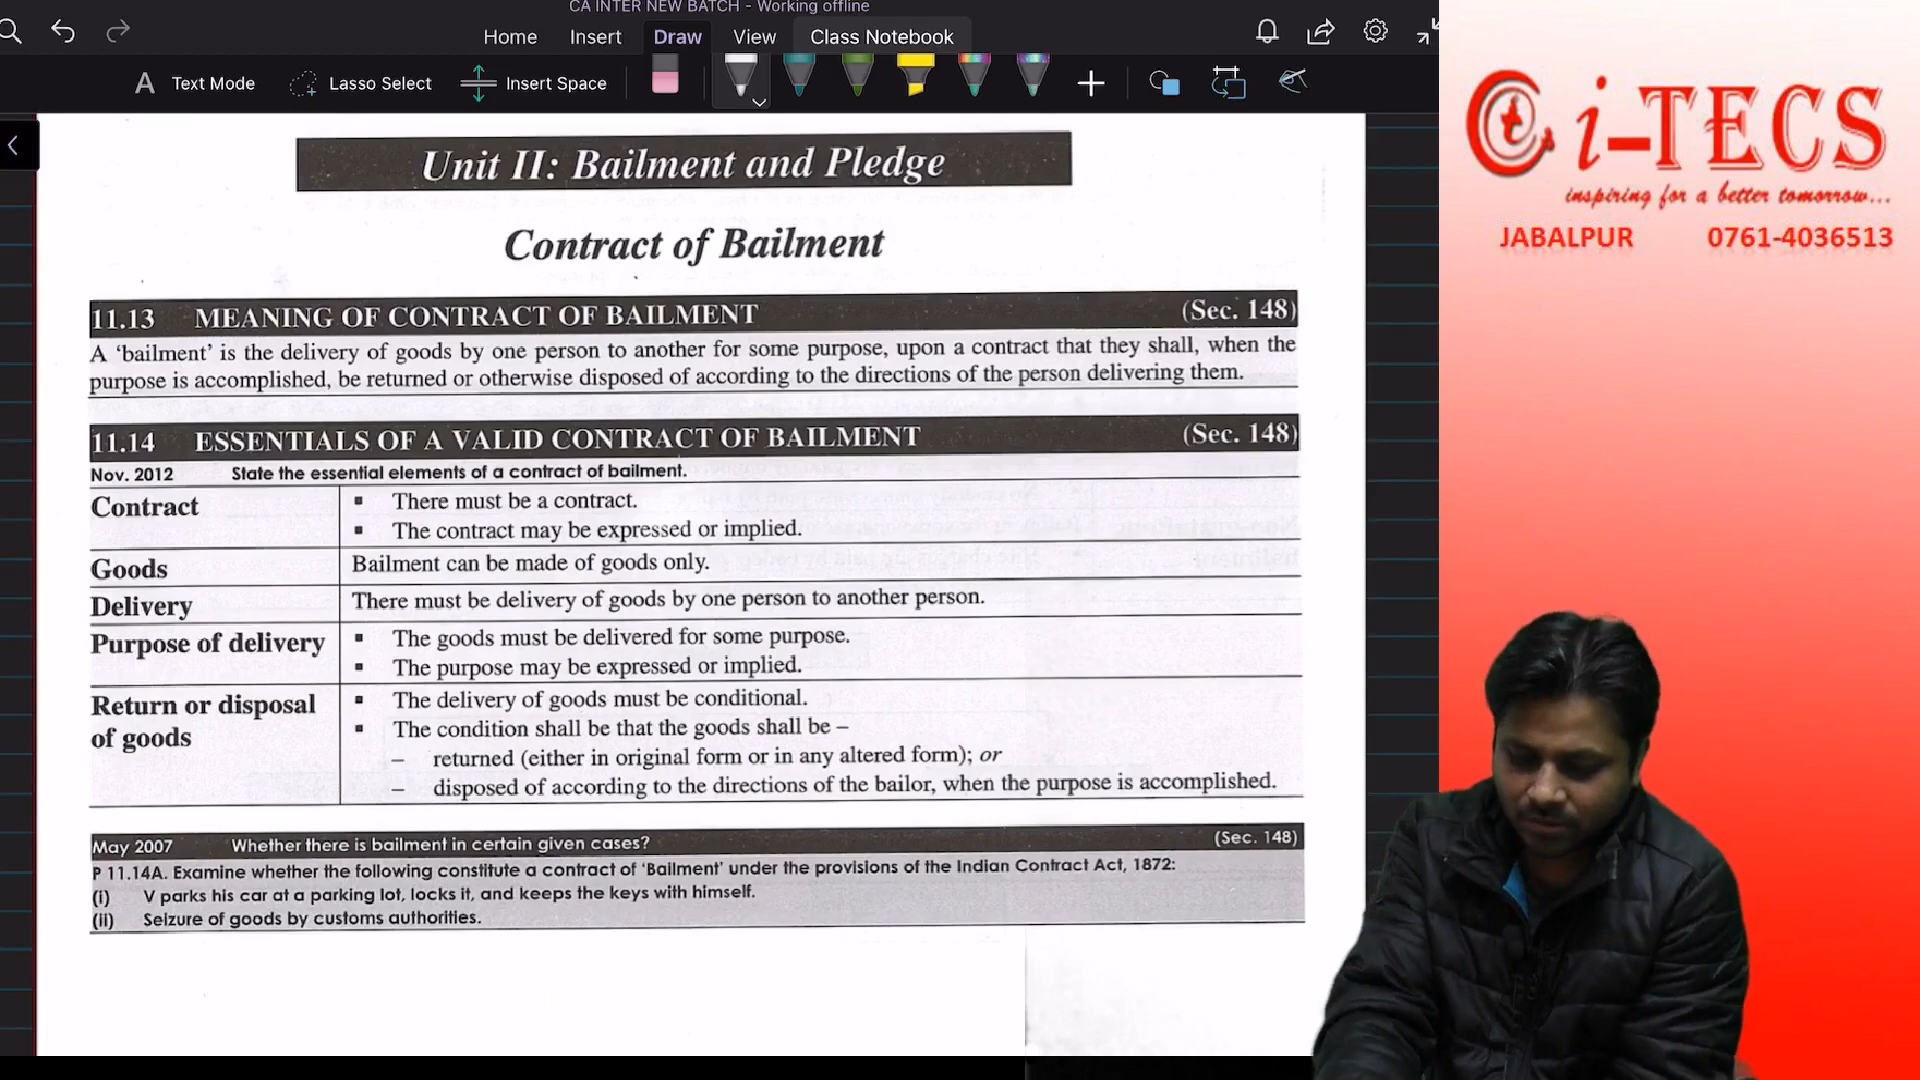 CA INTER NEW BATCH - Working offline
Home Insert Draw View Class Notebook
A Text Mode Lasso Select Insert Space
Unit II: Bailment and Pledge
Contract of Bailment
11.13 MEANING OF CONTRACT OF BAILMENT (Sec. 148)
A ‘bailment’ is the delivery of goods by one person to another for some purpose, upon a contract that they shall, when the
purpose is accomplished, be returned or otherwise disposed of according to the directions of the person delivering them.
11.14 ESSENTIALS OF A VALID CONTRACT OF BAILMENT (Sec. 148)
Nov. 2012 State the essential elements of a contract of bailment.
Contract
▪ There must be a contract.
▪ The contract may be expressed or implied.
Goods Bailment can be made of goods only.
Delivery There must be delivery of goods by one person to another person.
Purpose of delivery ▪ The goods must be delivered for some purpose.
▪ The purpose may be expressed or implied.
Return or disposal
of goods
▪ The delivery of goods must be conditional.
▪ The condition shall be that the goods shall be –
– returned (either in original form or in any altered form); or
– disposed of according to the directions of the bailor, when the purpose is accomplished.
May 2007 Whether there is bailment in certain given cases? (Sec. 148)
P 11.14A. Examine whether the following constitute a contract of ‘Bailment’ under the provisions of the Indian Contract Act, 1872:
(i) V parks his car at a parking lot, locks it, and keeps the keys with himself.
(ii) Seizure of goods by customs authorities.
i-TECS
inspiring for a better tomorrow...
JABALPUR 0761-4036513